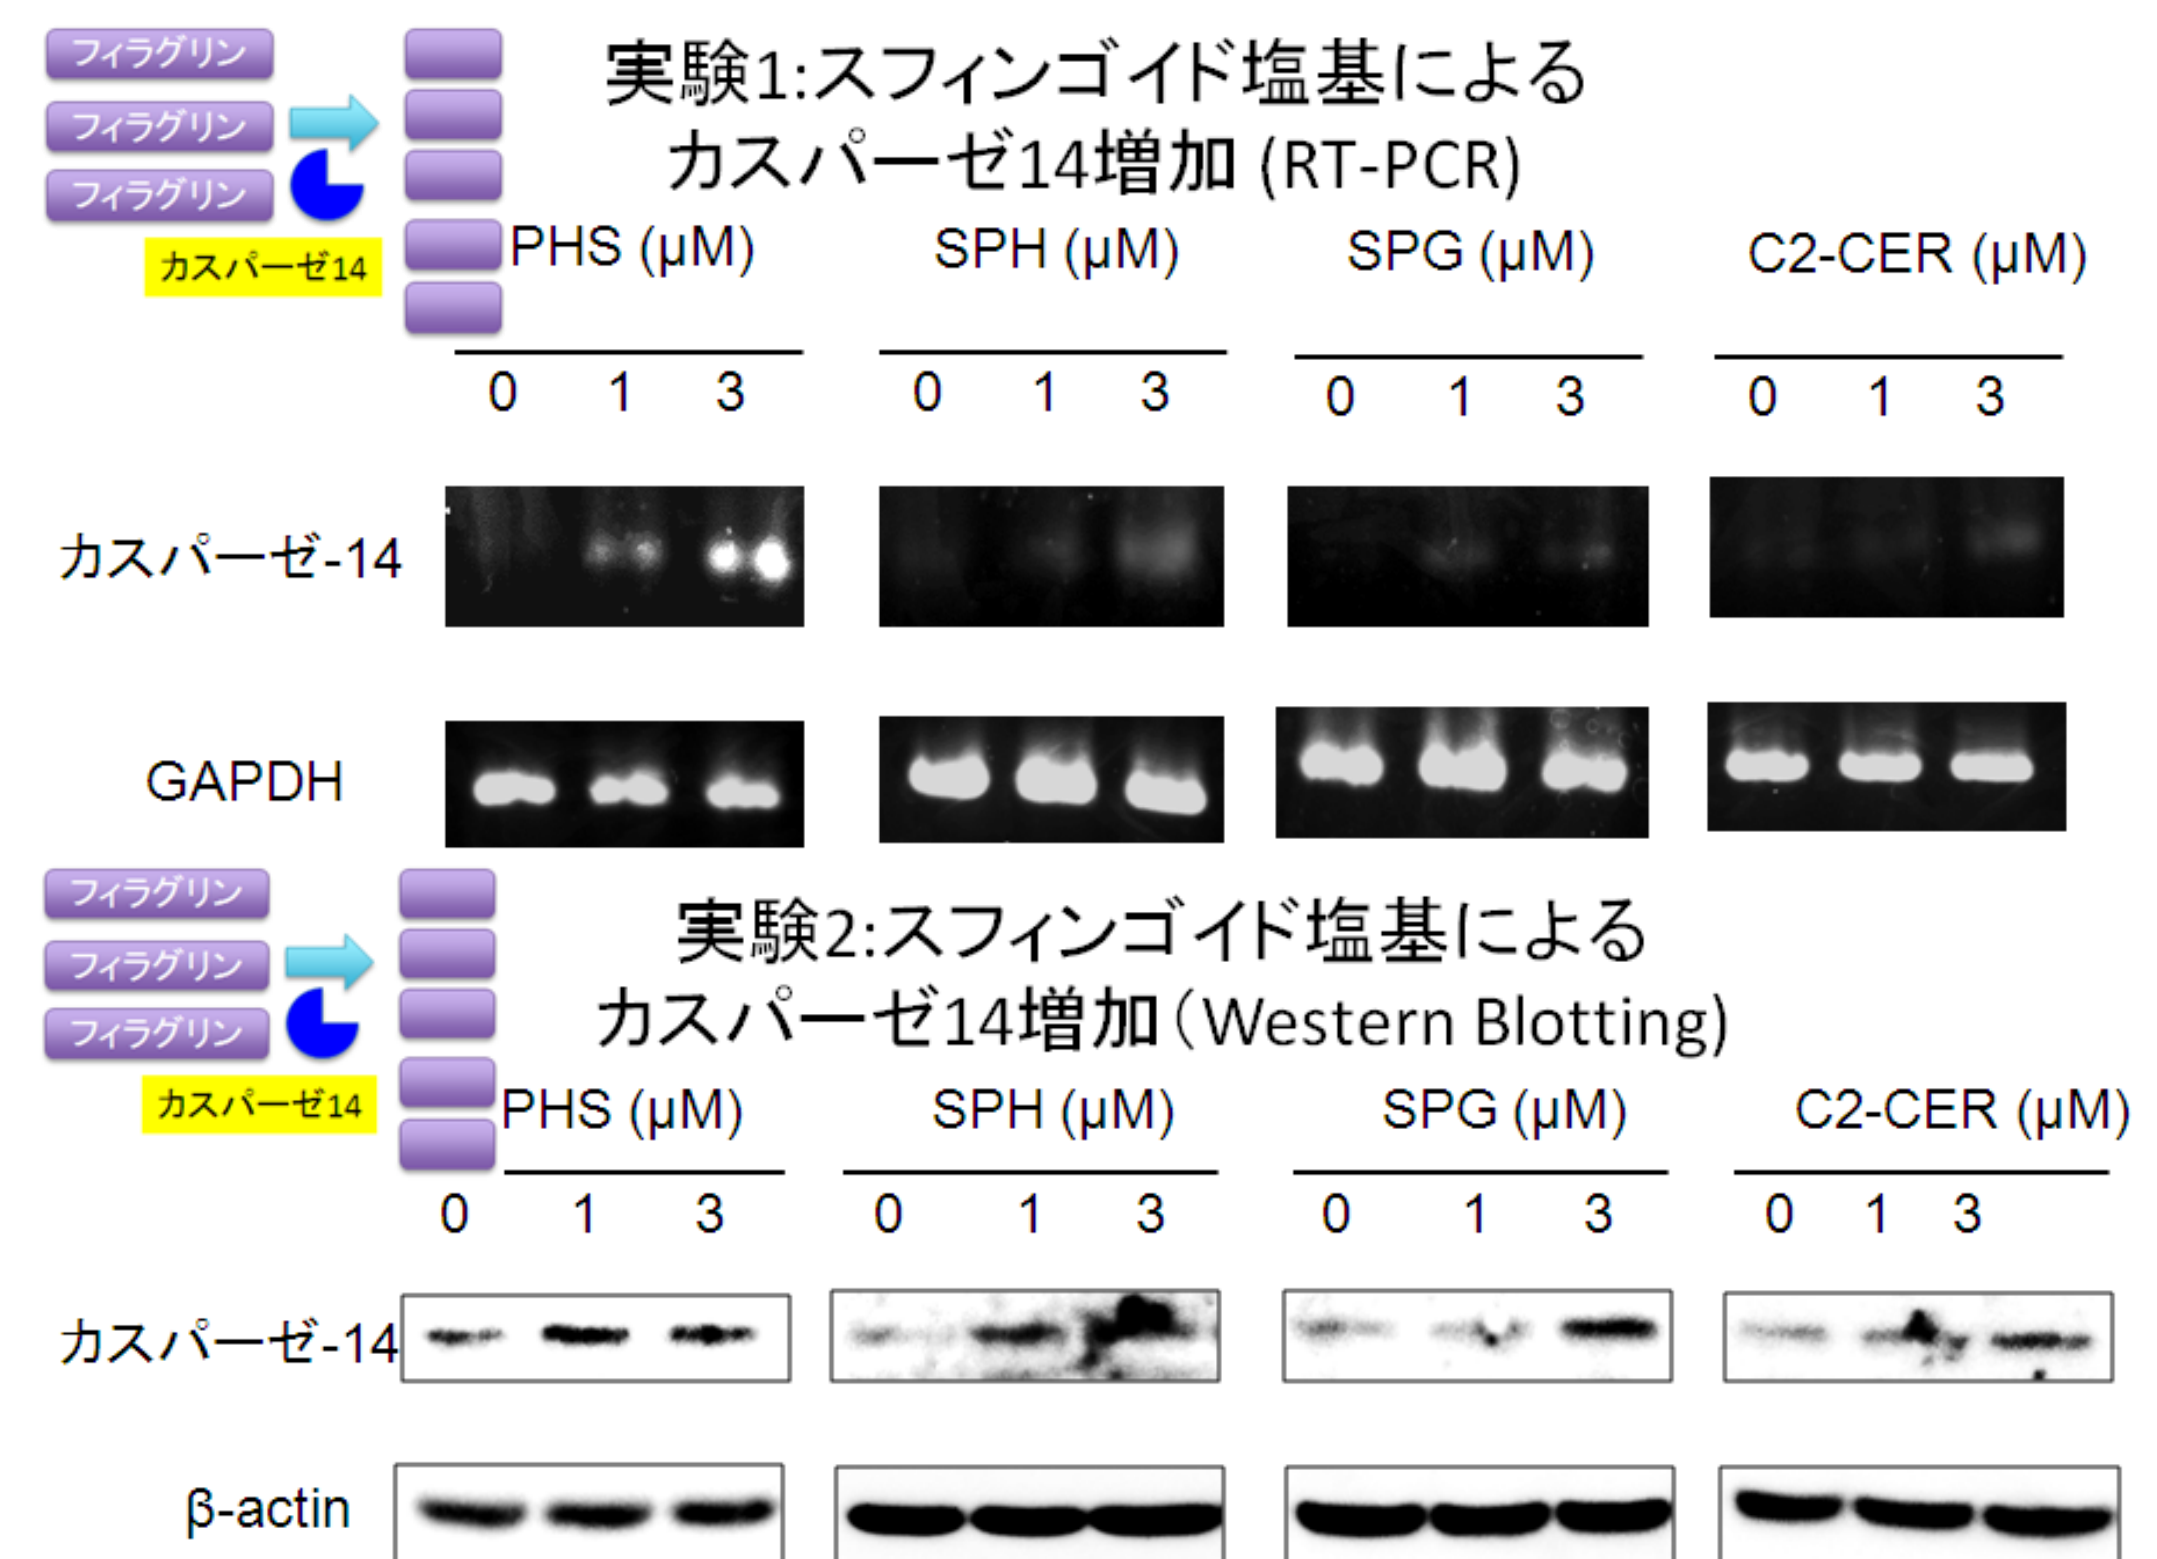 フィラグリン
フィラグリン
フィラグリン
カスパーゼ14
実験1:スフィンゴイド塩基による
カスパーゼ14増加 (RT-PCR)
PHS (μM) SPH (μM) SPG (μM) C2-CER (μM)
0 1 3 0 1 3 0 1 3 0 1 3
カスパーゼ-14
GAPDH
フィラグリン
フィラグリン
フィラグリン
カスパーゼ14
実験2:スフィンゴイド塩基による
カスパーゼ14増加（Western Blotting)
PHS (μM) SPH (μM) SPG (μM) C2-CER (μM)
0 1 3 0 1 3 0 1 3 0 1 3
カスパーゼ-14
β-actin